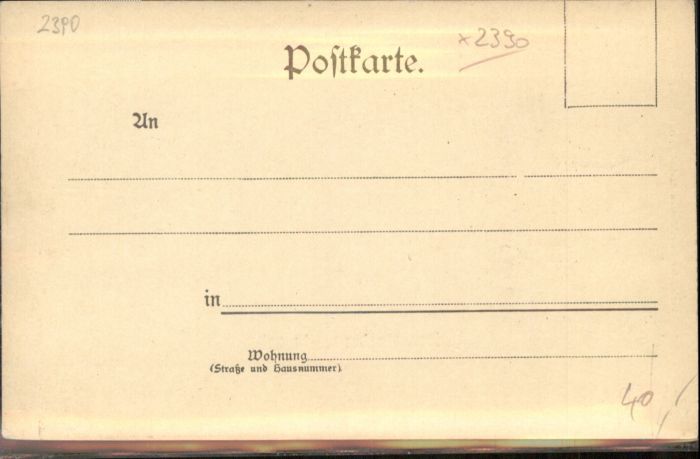 2390
×2390
Postkarte.
An
in
Wohnung
(Straße und Hausnummer).
40,/